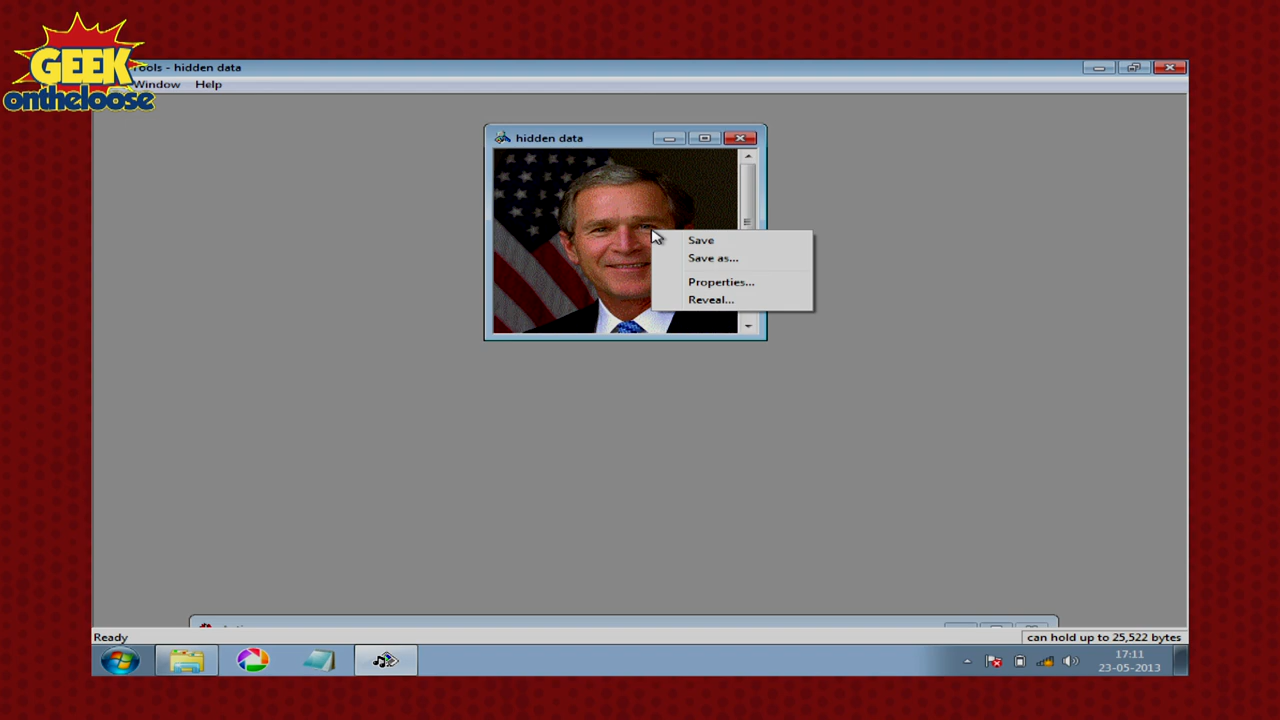 GEEK
ontheloose
Tools - hidden data
Window Help
hidden data
Save
Save as...
Properties...
Reveal...
Ready
can hold up to 25,522 bytes
17:11
23-05-2013